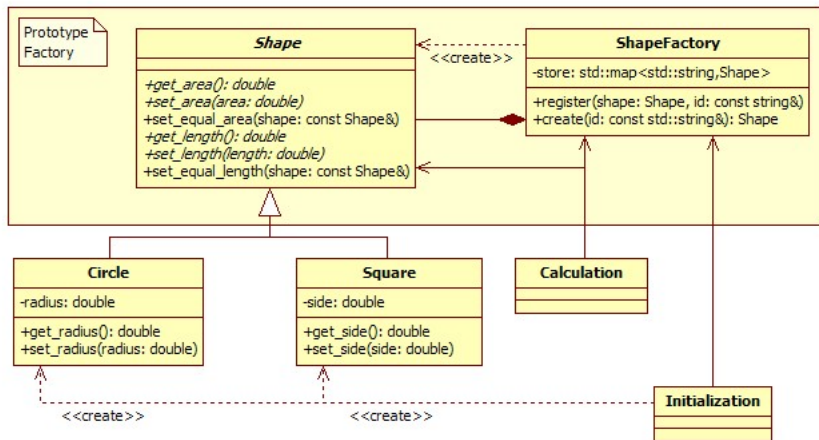 Prototype
Factory
Shape
+get_area(): double
+set_area(area: double)
+set_equal_area(shape: const Shape&)
+get_length(): double
+set_length(length: double)
+set_equal_length(shape: const Shape&)
<<create>>
ShapeFactory
-store: std::map<std::string,Shape>
+register(shape: Shape, id: const string&)
+create(id: const std::string&): Shape
Circle
-radius: double
+get_radius(): double
+set_radius(radius: double)
Square
-side: double
+get_side(): double
+set_side(side: double)
Calculation
<<create>>
<<create>>
Initialization